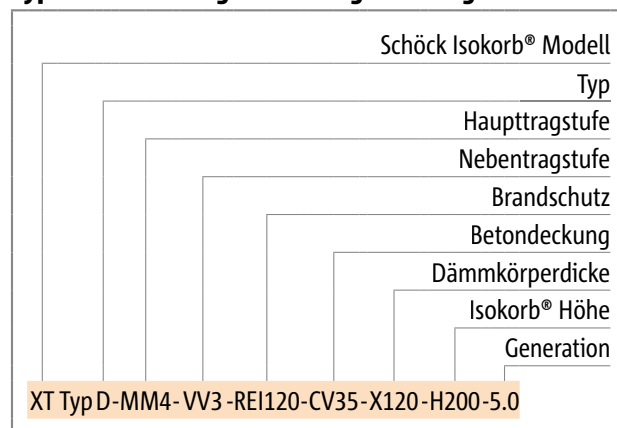 Schöck Isokorb® Modell
Typ
Haupttragstufe
Nebentragstufe
Brandschutz
Betondeckung
Dämmkörperdicke
Isokorb® Höhe
Generation
XT Typ D-MM4-VV3-REI120-CV35-X120-H200-5.0